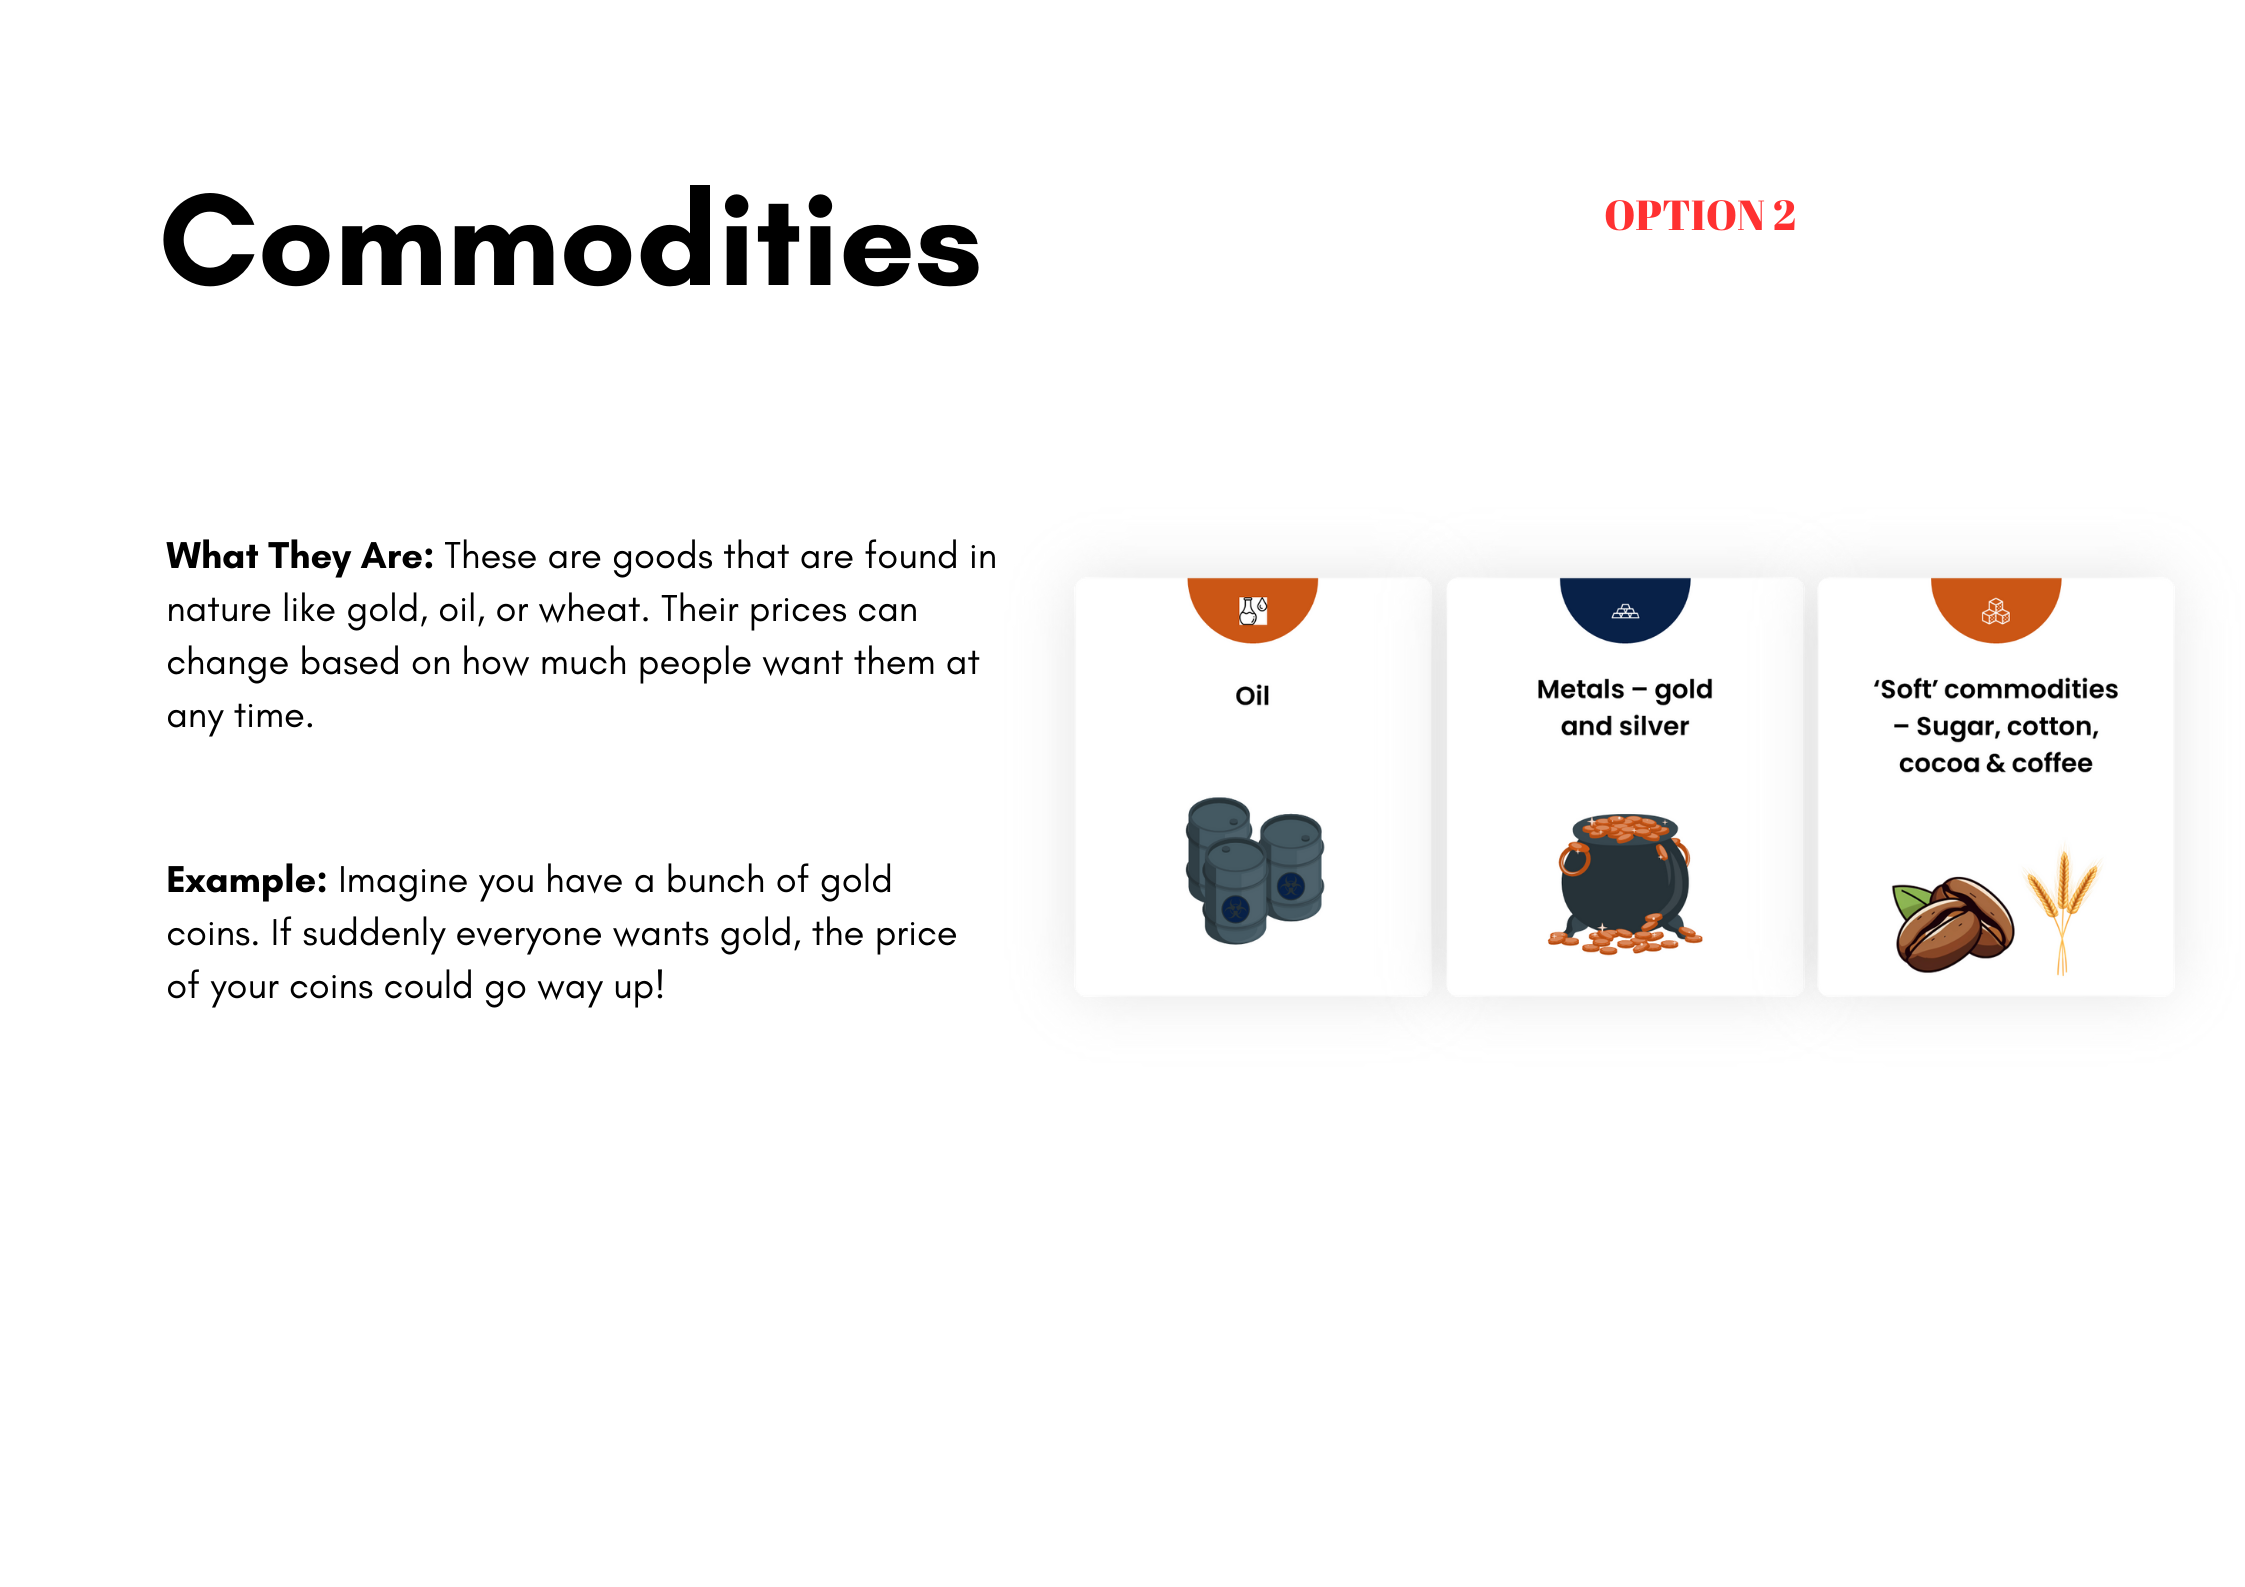 Commodities
OPTION 2
What They Are: These are goods that are found in
nature like gold, oil, or wheat. Their prices can
change based on how much people want them at
any time.
Example: Imagine you have a bunch of gold
coins. If suddenly everyone wants gold, the price
of your coins could go way up!
Oil
Metals – gold
and silver
‘Soft’ commodities
– Sugar, cotton,
cocoa & coffee